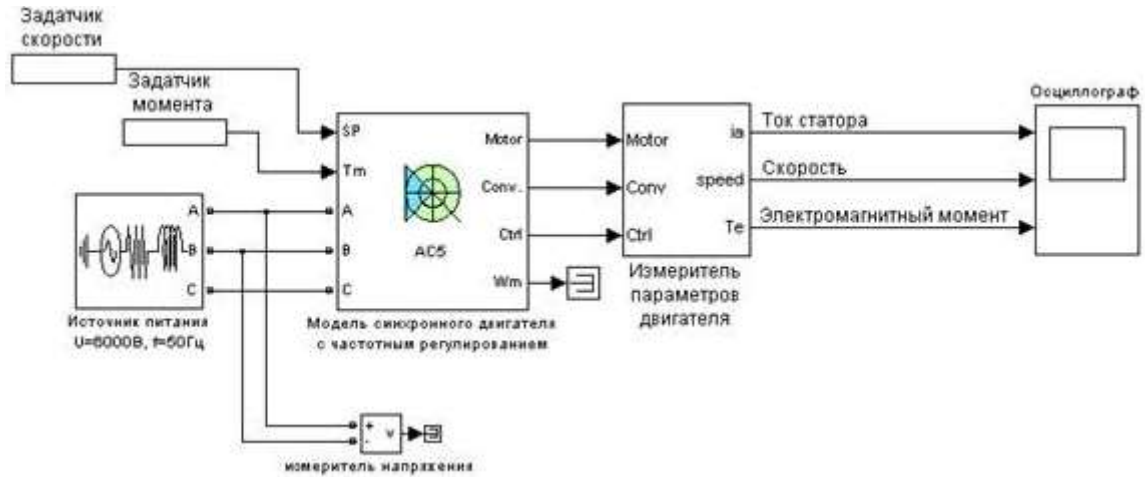 Задатчик
скорости
Задатчик
момента
SP
Tm
A
B
C
Motor
Conv.
Ctrl
Wm
AC5
Модель синхронного двигателя
с частотным регулированием
A
B
C
Источник питания
U=6000В, f=50Гц
Motor
Conv
Ctrl
ia
speed
Te
Измеритель
параметров
двигателя
Ток статора
Скорость
Электромагнитный момент
Осциллограф
+
-
v
измеритель напряжения